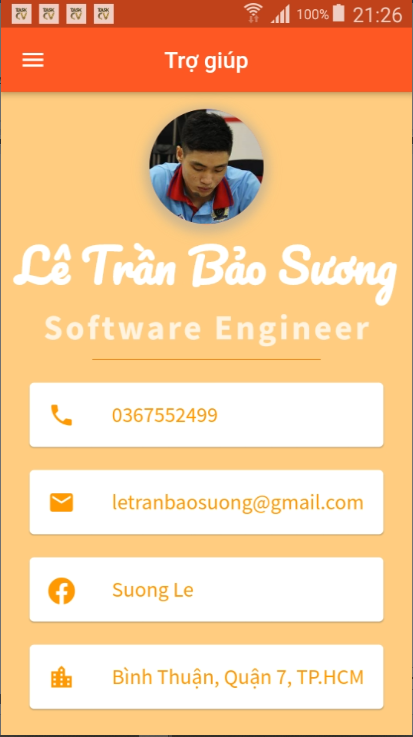 100% 21:26
Trợ giúp
Lê Trần Bảo Sương
Software Engineer
0367552499
letranbaosuong@gmail.com
Suong Le
Bình Thuận, Quận 7, TP.HCM